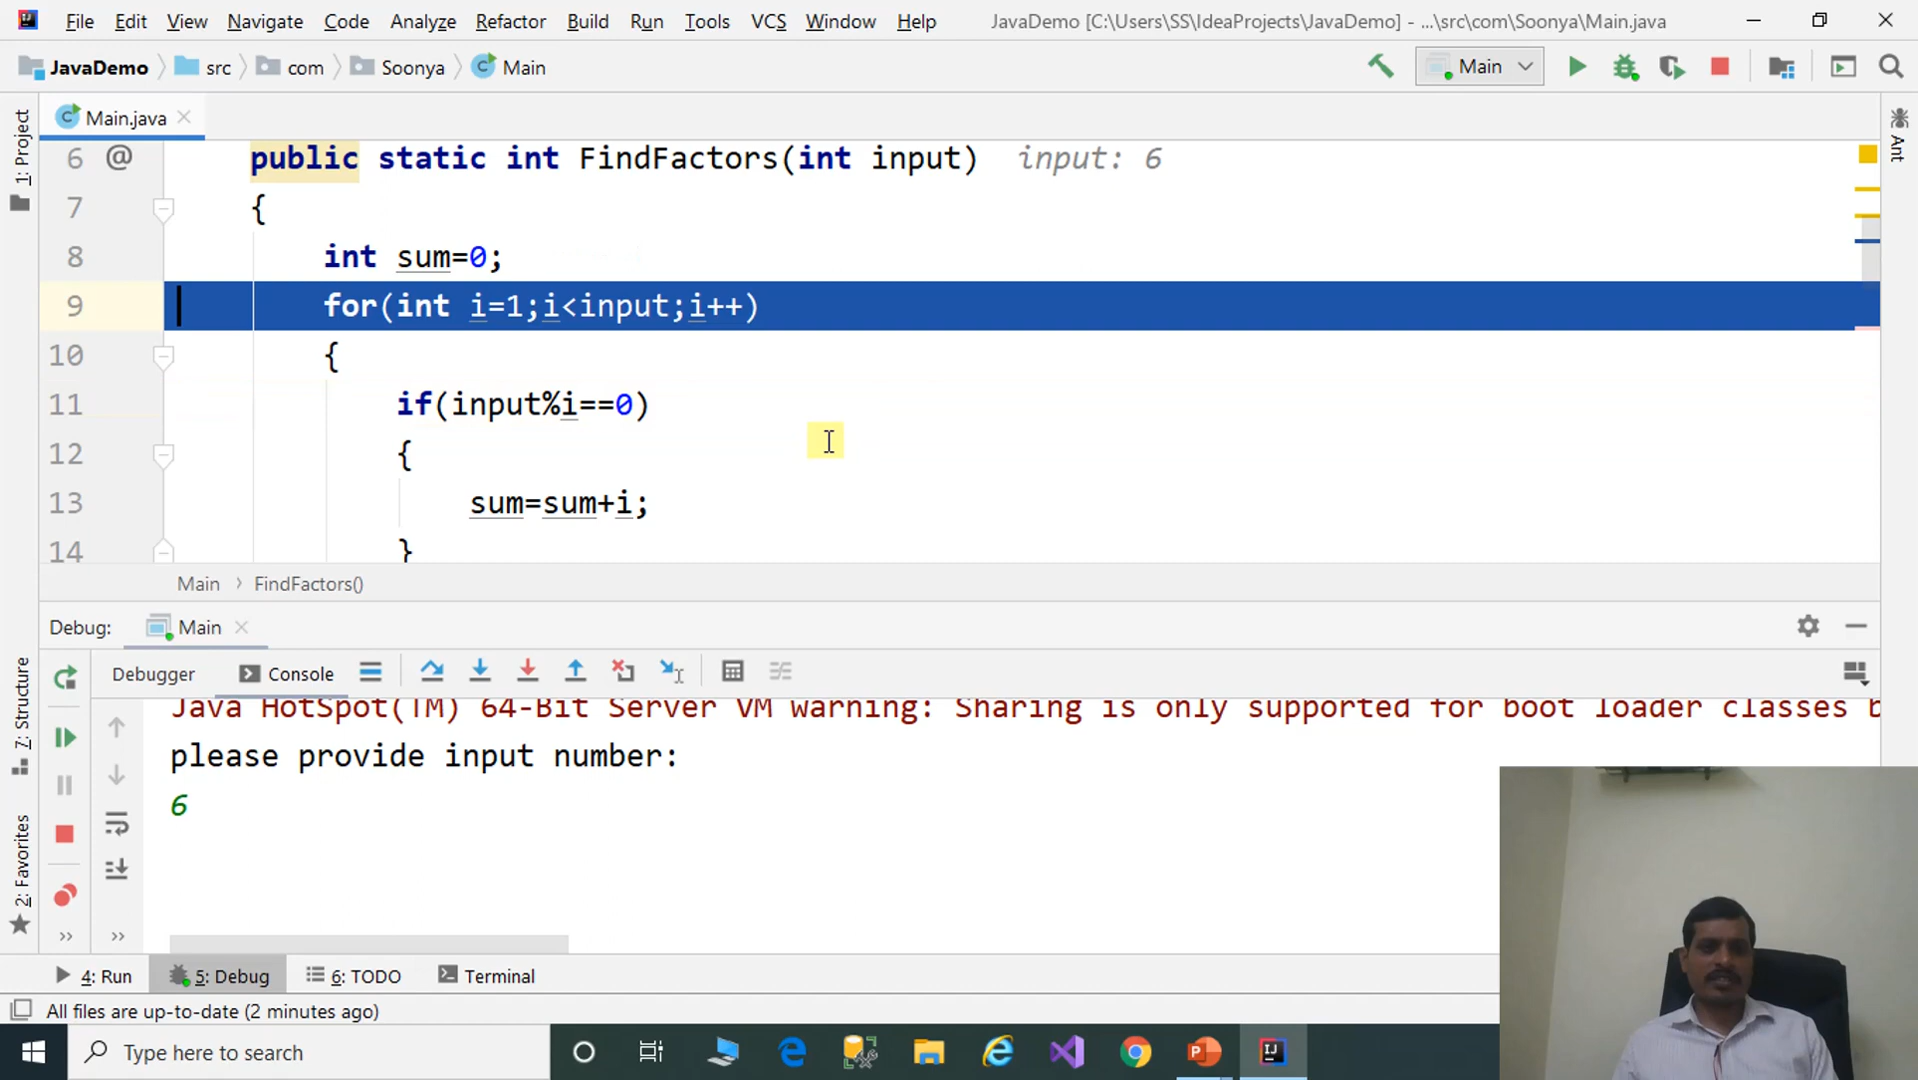 File Edit View Navigate Code Analyze Refactor Build Run Tools VCS Window Help JavaDemo [C:\Users\SS\IdeaProjects\JavaDemo] - ...\src\com\Soonya\Main.java
JavaDemo src com Soonya Main Main
Main.java
1: Project
Ant
6 @ public static int FindFactors(int input) input: 6
7 {
8 int sum=0;
9 for(int i=1;i<input;i++)
10 {
11 if(input%i==0)
12 {
13 sum=sum+i;
14 }
Main > FindFactors()
Debug: Main
Debugger Console
7: Structure
2: Favorites
Java HotSpot(TM) 64-Bit Server VM warning: Sharing is only supported for boot loader classes b
please provide input number:
6
4: Run 5: Debug 6: TODO Terminal
All files are up-to-date (2 minutes ago)
Type here to search